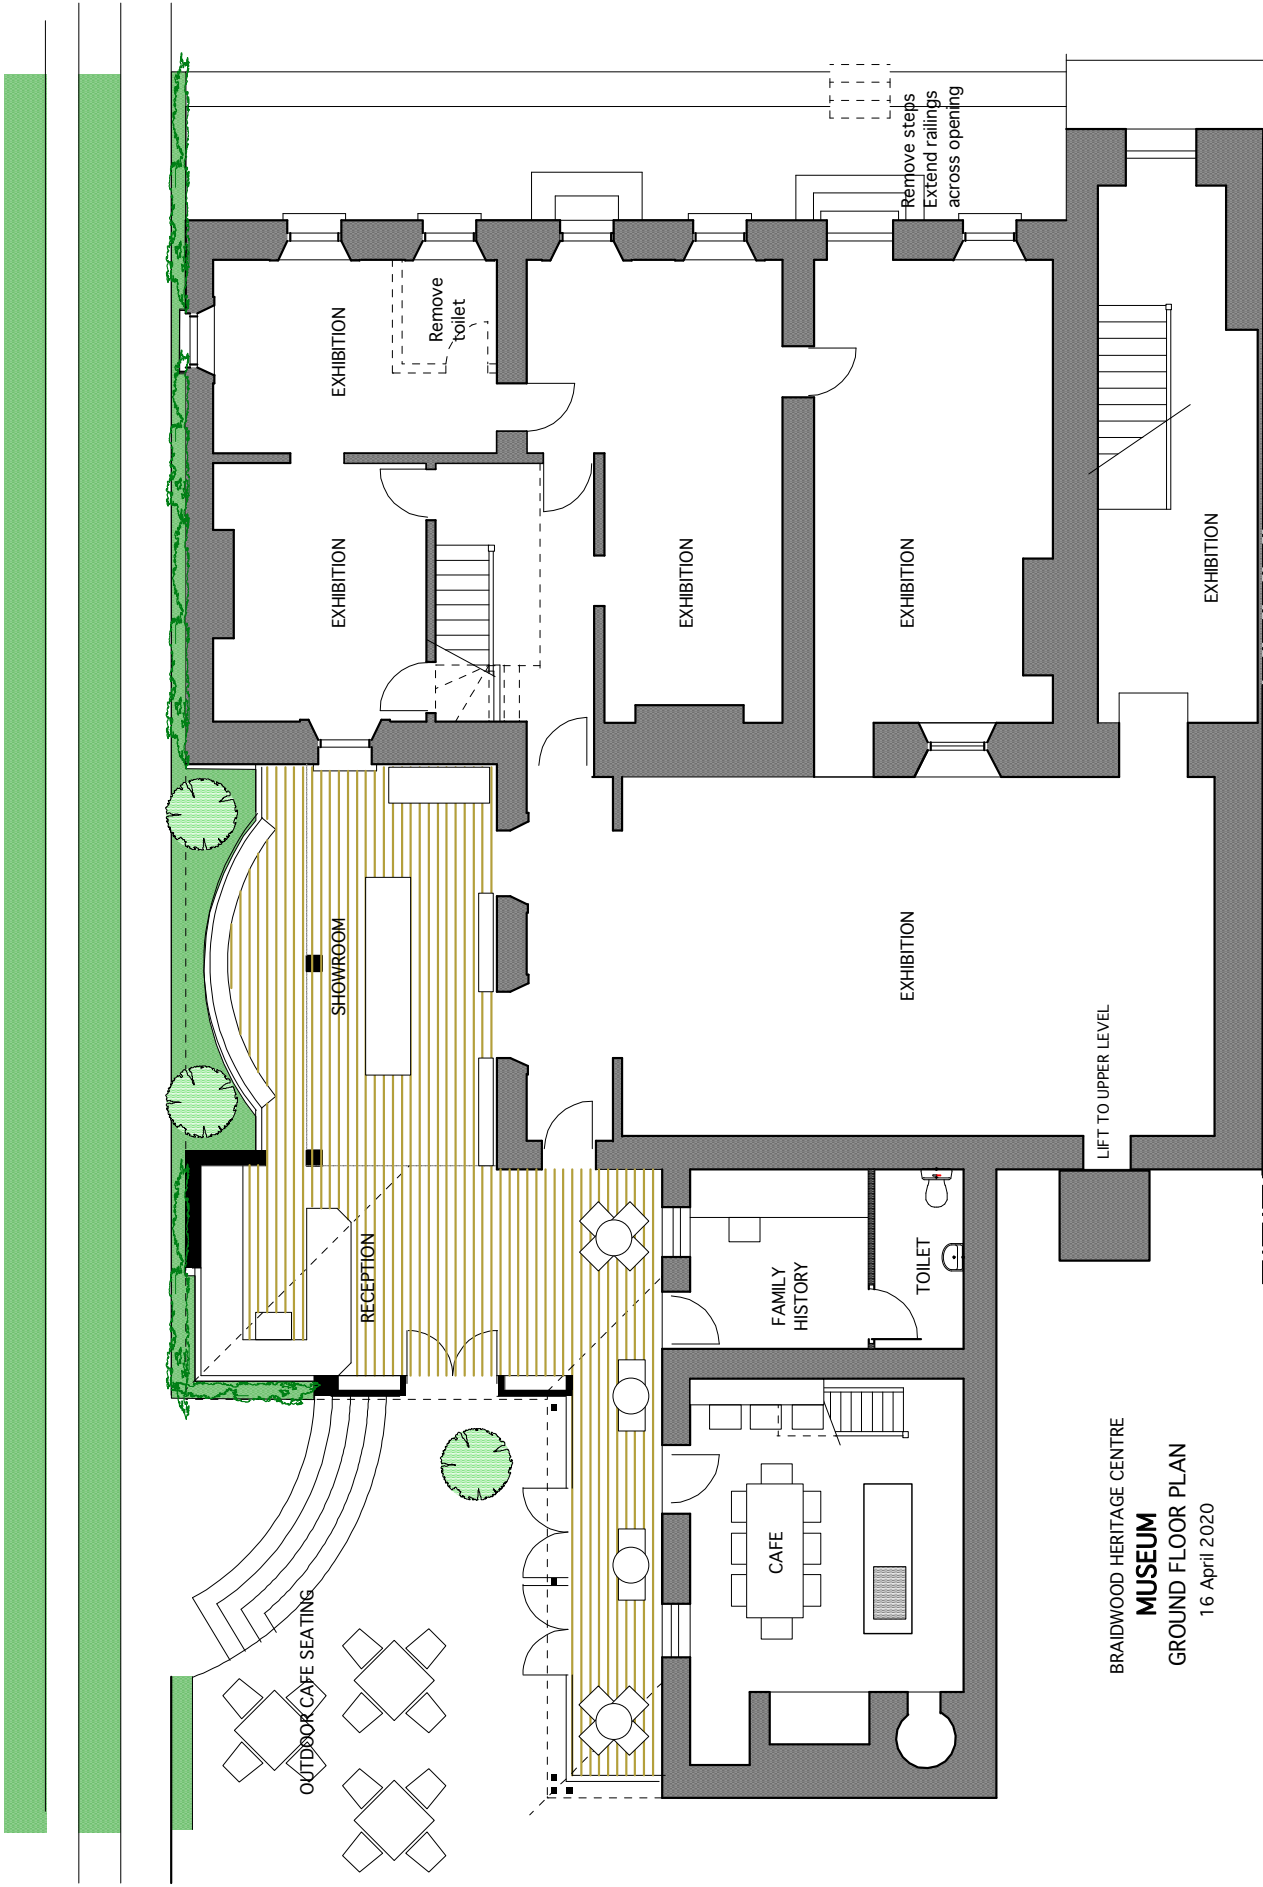 Remove steps
Extend railings
across opening
EXHIBITION
Remove
toilet
EXHIBITION
EXHIBITION
EXHIBITION
EXHIBITION
SHOWROOM
EXHIBITION
LIFT TO UPPER LEVEL
RECEPTION
FAMILY
HISTORY
TOILET
CAFE
OUTDOOR CAFE SEATING
BRAIDWOOD HERITAGE CENTRE
MUSEUM
GROUND FLOOR PLAN
16 April 2020